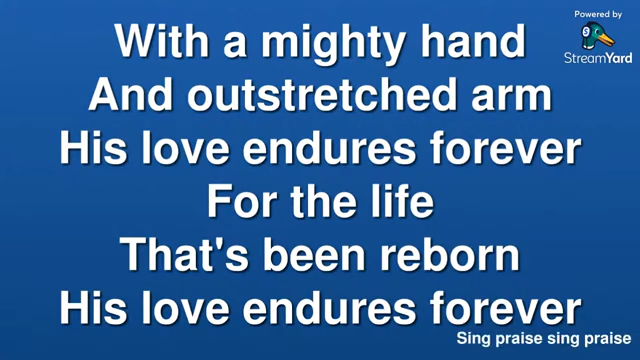 Powered by
StreamYard
With a mighty hand
And outstretched arm
His love endures forever
For the life
That's been reborn
His love endures forever
Sing praise sing praise